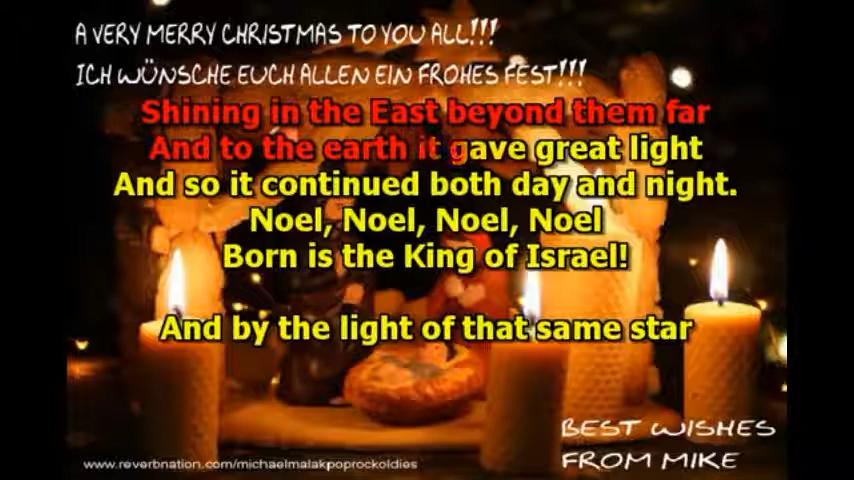 A VERY MERRY CHRISTMAS TO YOU ALL!!!
ICH WÜNSCHE EUCH ALLEN EIN FROHES FEST!!!
Shining in the East beyond them far
And to the earth it gave great light
And so it continued both day and night.
Noel, Noel, Noel, Noel
Born is the King of Israel!
And by the light of that same star
BEST WISHES
FROM MIKE
www.reverbnation.com/michaelmalakpoprockoldies